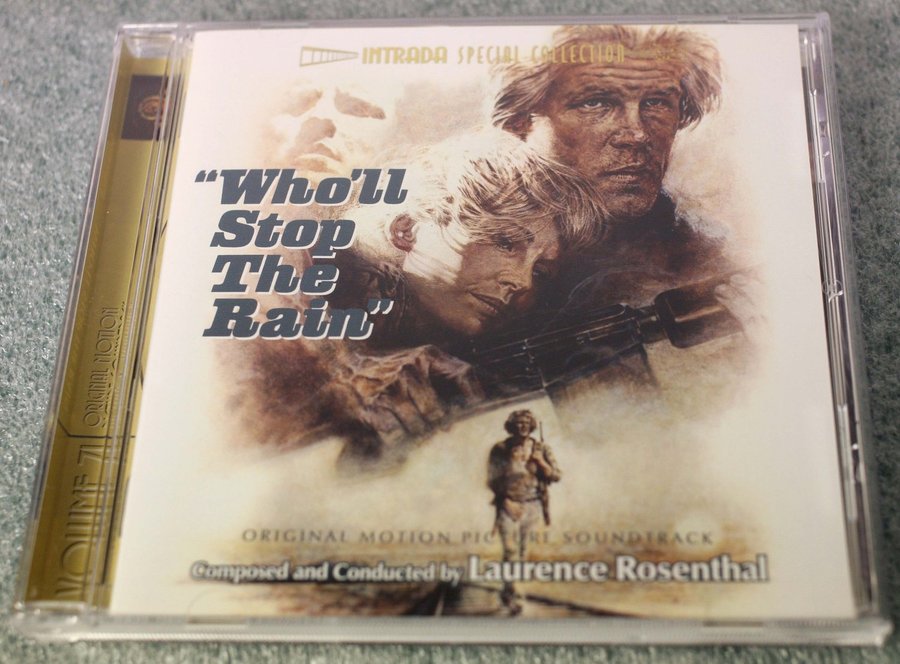 INTRADA SPECIAL COLLECTION
"Who'll
Stop
The
Rain"
ORIGINAL MOTION PICTURE SOUNDTRACK
Composed and Conducted by Laurence Rosenthal
VOLUME 71
ORIGINAL MOTION